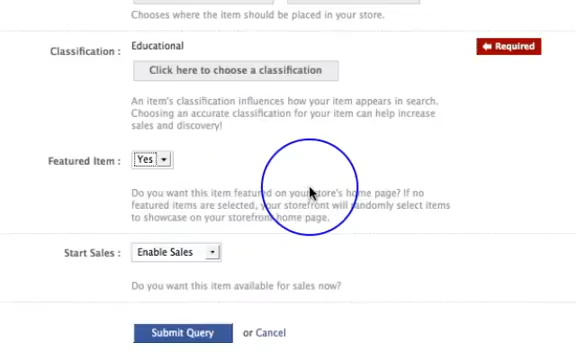 Chooses where the item should be placed in your store.
Classification : Educational Required
Click here to choose a classification
An item's classification influences how your item appears in search.
Choosing an accurate classification for your item can help increase
sales and discovery!
Featured Item : Yes
Do you want this item featured on your store's home page? If no
featured items are selected, your storefront will randomly select items
to showcase on your storefront home page.
Start Sales : Enable Sales
Do you want this item available for sales now?
Submit Query or Cancel